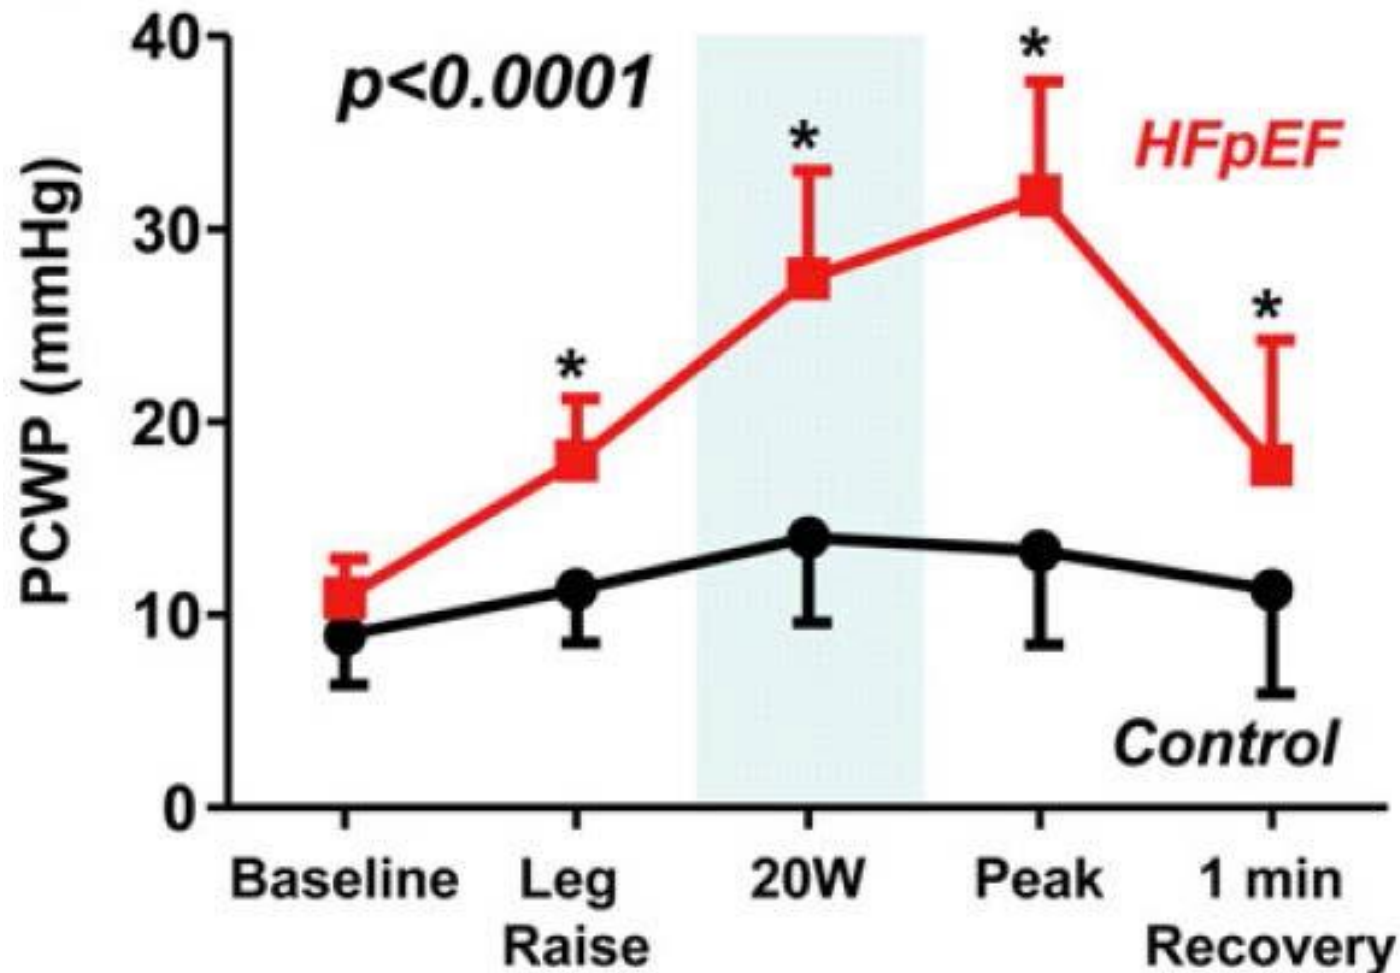 40
p<0.0001
*
*
HFpEF
PCWP (mmHg)
30
*
*
20
10
Control
0
Baseline
Leg
Raise
20W
Peak
1 min
Recovery